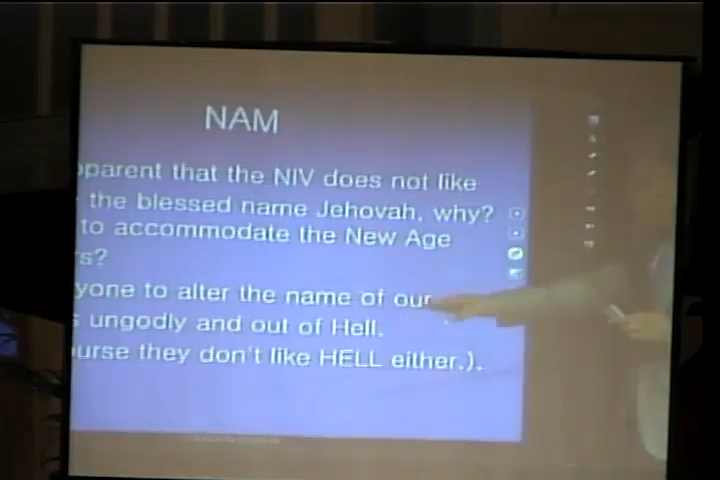 NAM
pparent that the NIV does not like
the blessed name Jehovah, why?
to accommodate the New Age
s?
yone to alter the name of our
s ungodly and out of Hell.
urse they don't like HELL either.).